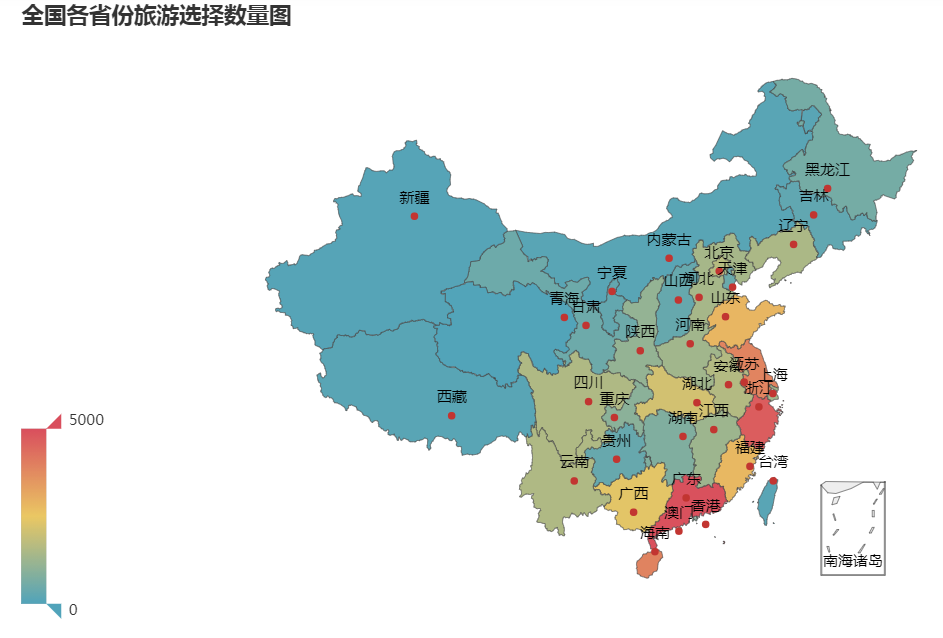 全国各省份旅游选择数量图
黑龙江
吉林
新疆
辽宁
内蒙古
北京
天津
宁夏
山西
河北
青海
甘肃
山东
陕西
河南
安徽
江苏
上海
四川
湖北
浙江
西藏
重庆
湖南
江西
贵州
福建
云南
台湾
广西
广东
澳门
香港
海南
南海诸岛
5000
0